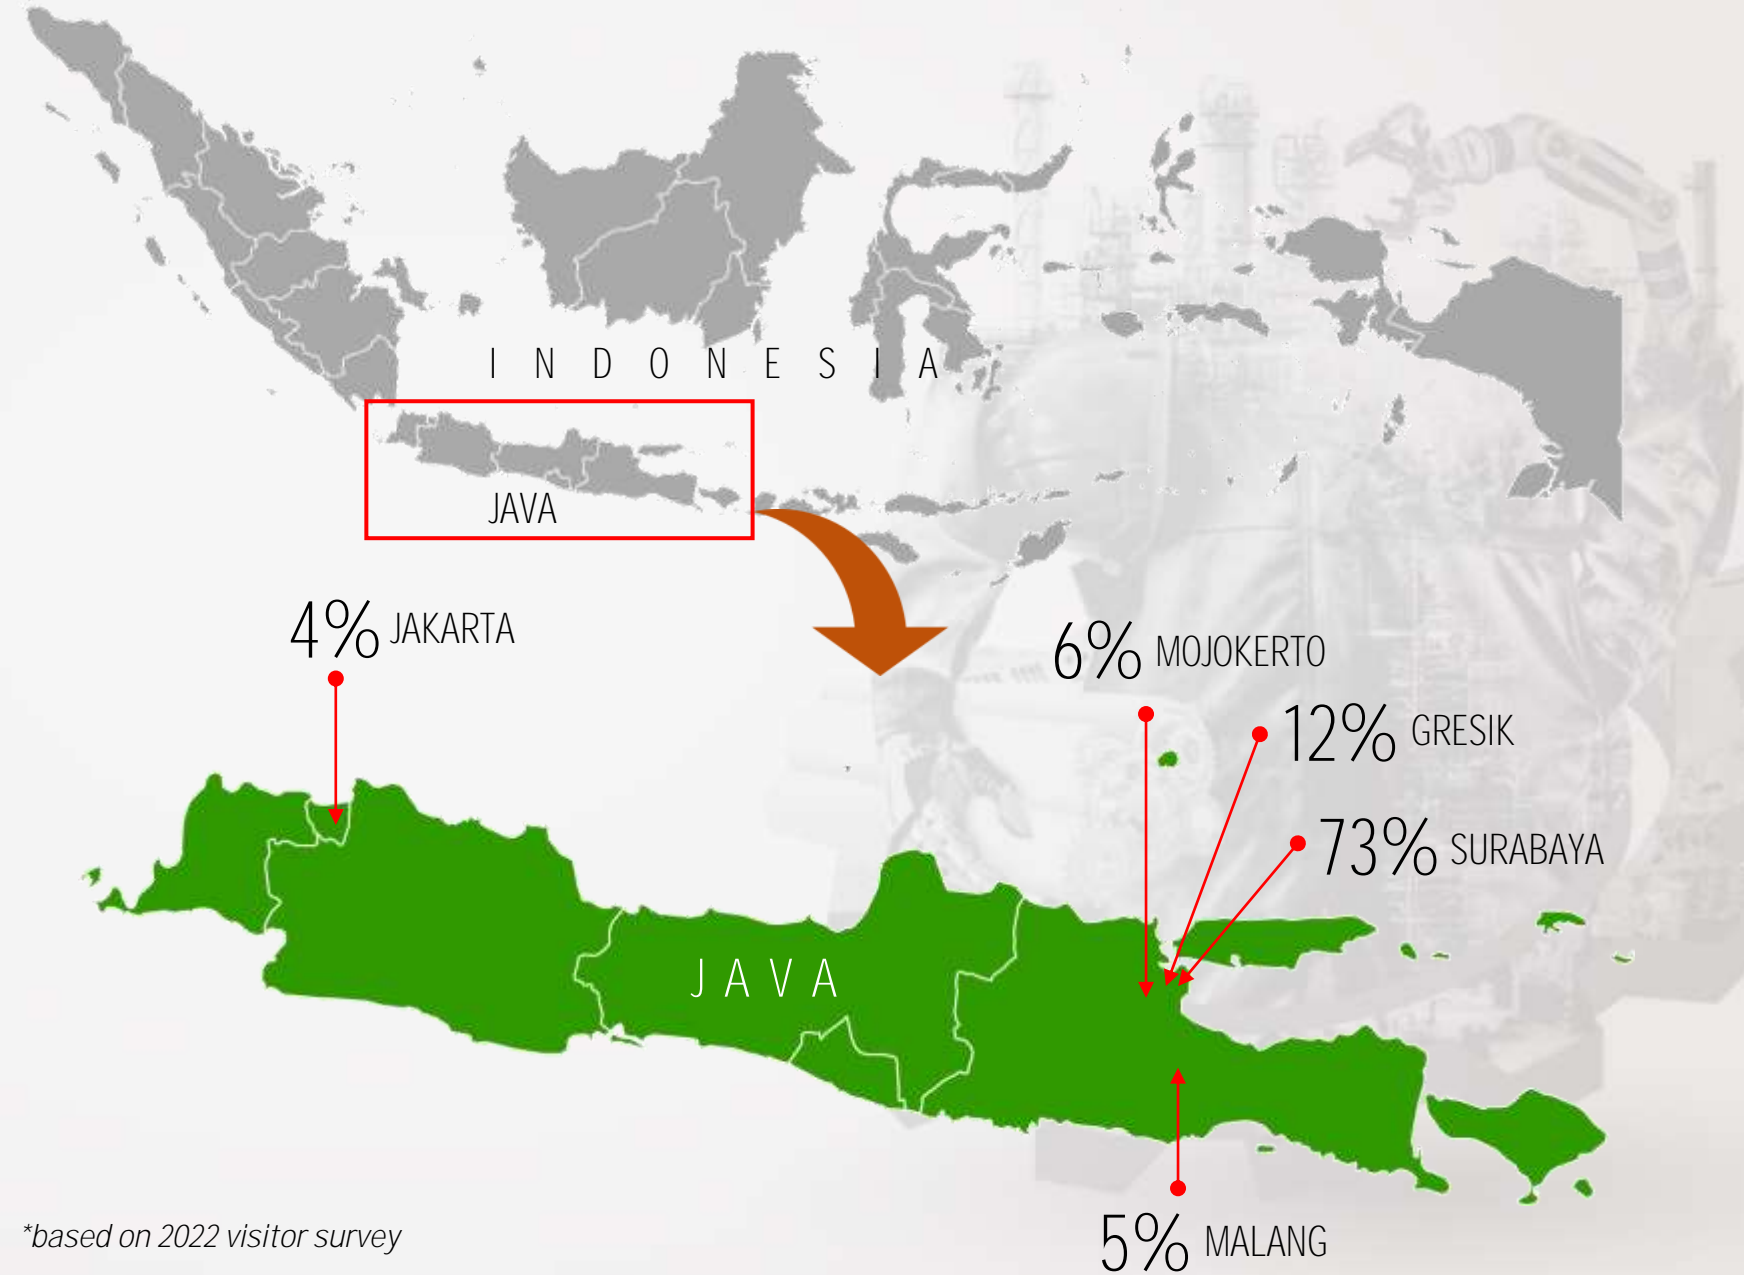 I N D O N E S I A
JAVA
4% JAKARTA
6% MOJOKERTO
12% GRESIK
73% SURABAYA
J A V A
5% MALANG
*based on 2022 visitor survey